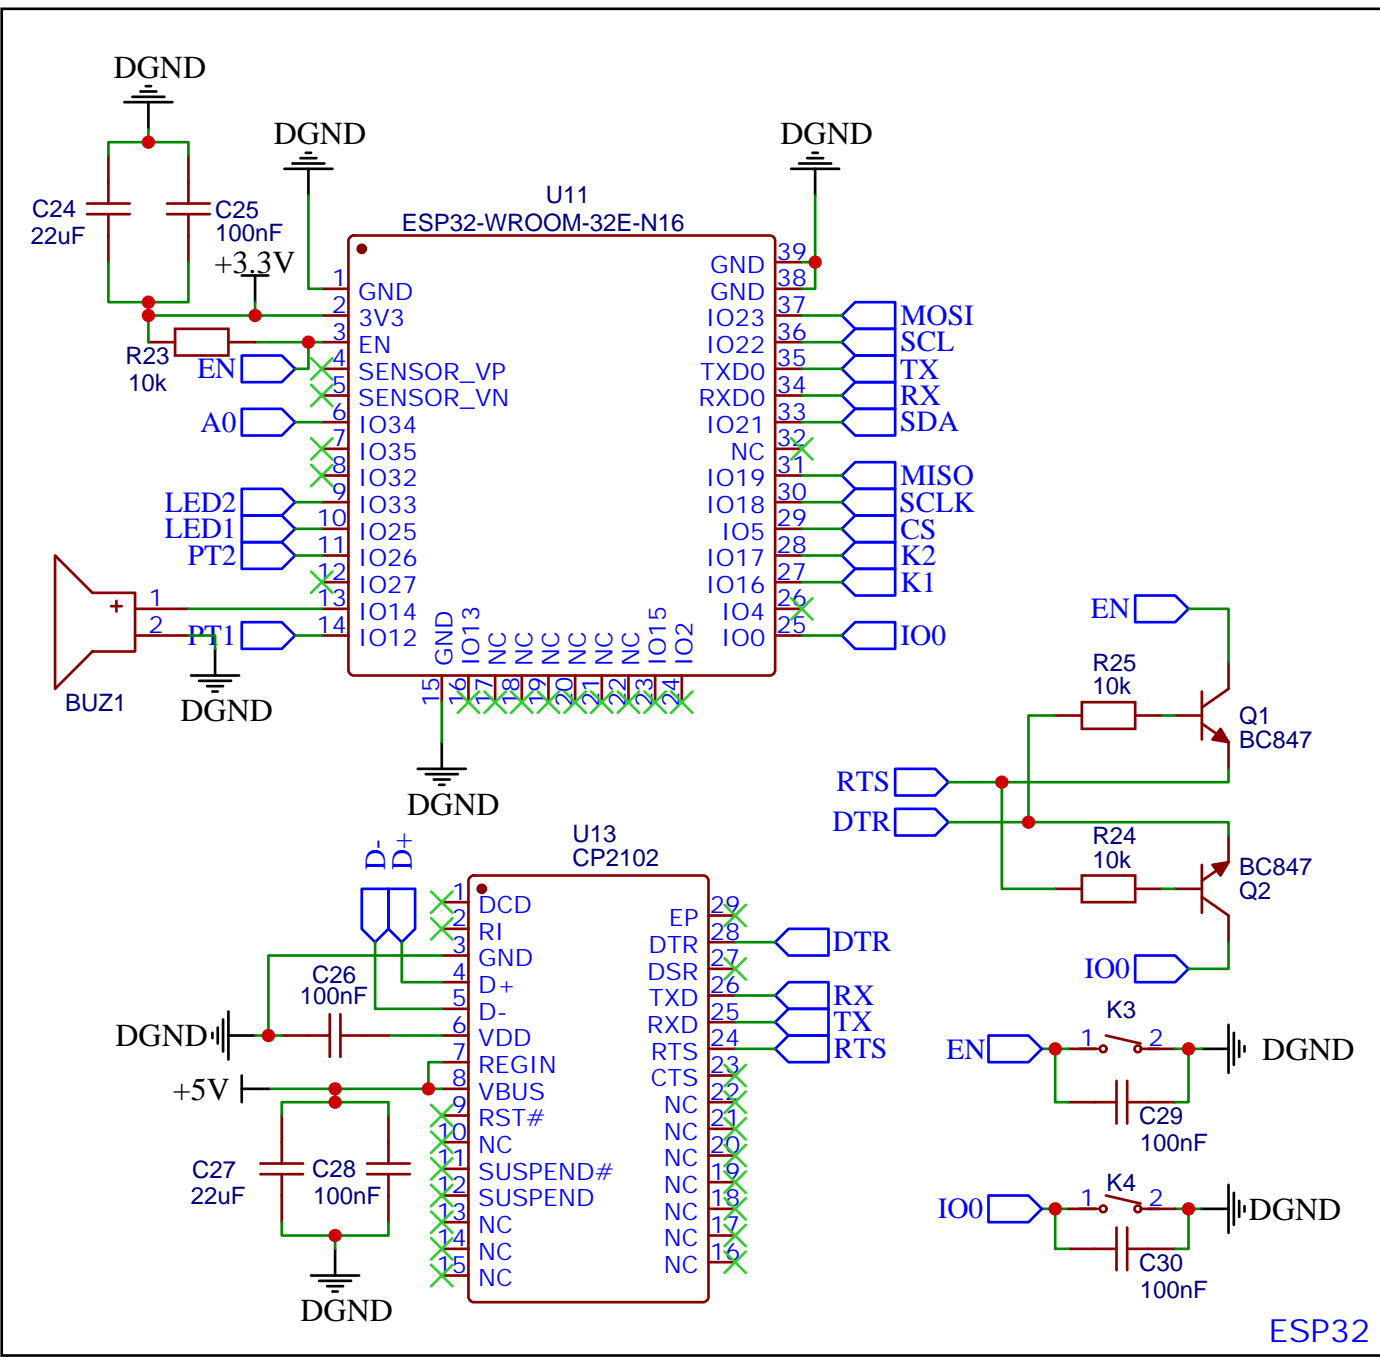 DGND
C24
22uF
C25
100nF
+3.3V
R23
10k
EN
A0
LED2
LED1
PT2
PT1
1
2
BUZ1
DGND
DGND
DGND
U11
ESP32-WROOM-32E-N16
1 GND
2 3V3
3 EN
4 SENSOR_VP
5 SENSOR_VN
6 IO34
7 IO35
8 IO32
9 IO33
10 IO25
11 IO26
12 IO27
13 IO14
14 IO12
15 GND
16 IO13
17 NC
18 NC
19 NC
20 NC
21 NC
22 NC
23 IO15
24 IO2
DGND
GND 39
GND 38
IO23 37 MOSI
IO22 36 SCL
TXD0 35 TX
RXD0 34 RX
IO21 33 SDA
NC 32
IO19 31 MISO
IO18 30 SCLK
IO5 29 CS
IO17 28 K2
IO16 27 K1
IO4 26
IO0 25 IO0
EN
R25
10k
Q1
BC847
RTS
DTR
R24
10k
BC847
Q2
IO0
D-
D+
U13
CP2102
1 DCD
2 RI
3 GND
4 D+
5 D-
6 VDD
7 REGIN
8 VBUS
9 RST#
10 NC
11 SUSPEND#
12 SUSPEND
13 NC
14 NC
15 NC
EP 29
DTR 28 DTR
DSR 27
TXD 26 RX
RXD 25 TX
RTS 24 RTS
CTS 23
NC 22
NC 21
NC 20
NC 19
NC 18
NC 17
NC 16
C26
100nF
DGND
+5V
C27
22uF
C28
100nF
DGND
K3
EN 1 2 DGND
C29
100nF
K4
IO0 1 2 DGND
C30
100nF
ESP32